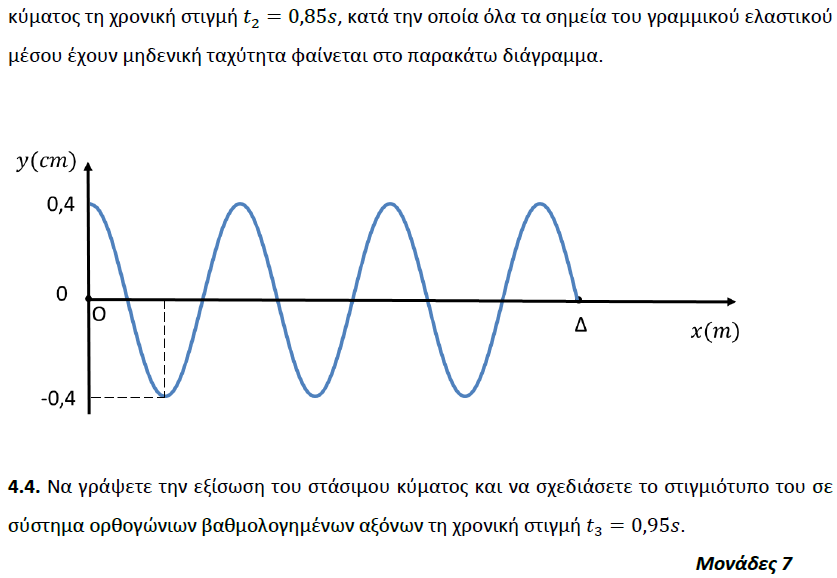 κύματος τη χρονική στιγμή t₂ = 0,85s, κατά την οποία όλα τα σημεία του γραμμικού ελαστικού
μέσου έχουν μηδενική ταχύτητα φαίνεται στο παρακάτω διάγραμμα.
y(cm)
0,4
0
O
Δ
x(m)
-0,4
4.4. Να γράψετε την εξίσωση του στάσιμου κύματος και να σχεδιάσετε το στιγμιότυπο του σε
σύστημα ορθογώνιων βαθμολογημένων αξόνων τη χρονική στιγμή t₃ = 0,95s.
Μονάδες 7